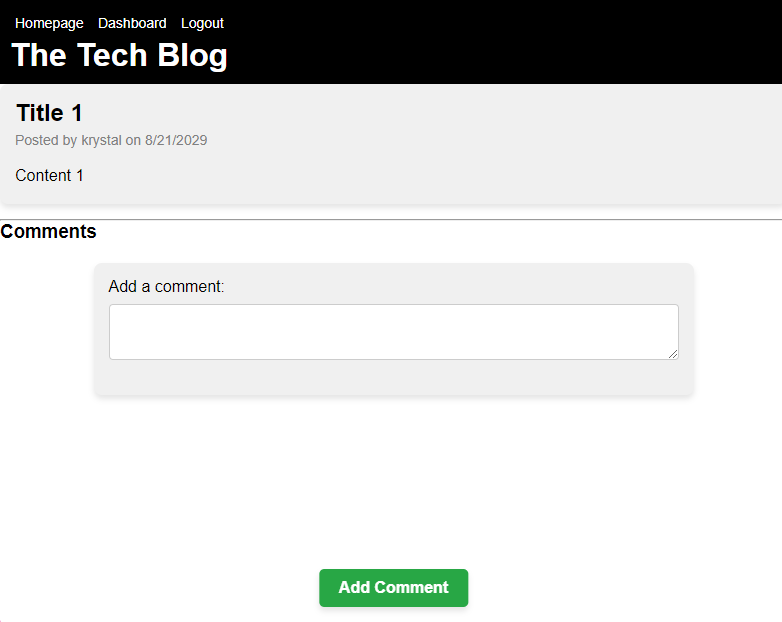 Homepage Dashboard Logout
The Tech Blog
Title 1
Posted by krystal on 8/21/2029
Content 1
Comments
Add a comment:
Add Comment